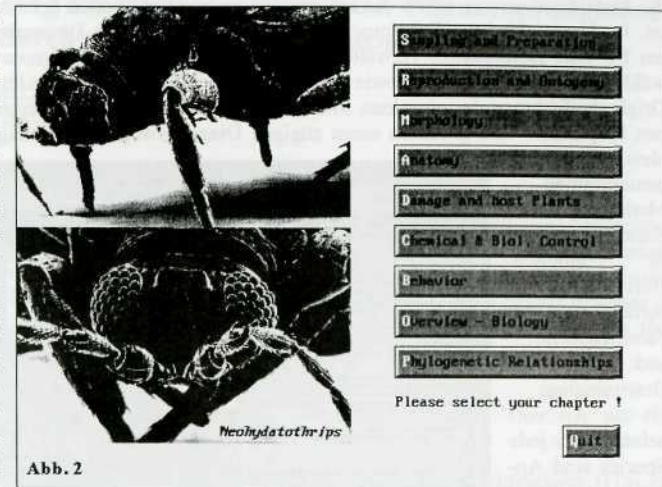 Sampling and Preparation
Reproduction and Ontogeny
Morphology
Anatomy
Damage and Host Plants
Chemical & Biol. Control
Behavior
Overview - Biology
Phylogenetic Relationships
Please select your chapter !
Quit
Neohydatothrips
Abb. 2